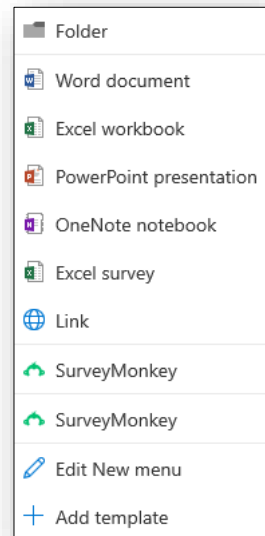 Folder
Word document
Excel workbook
PowerPoint presentation
OneNote notebook
Excel survey
Link
SurveyMonkey
SurveyMonkey
Edit New menu
Add template